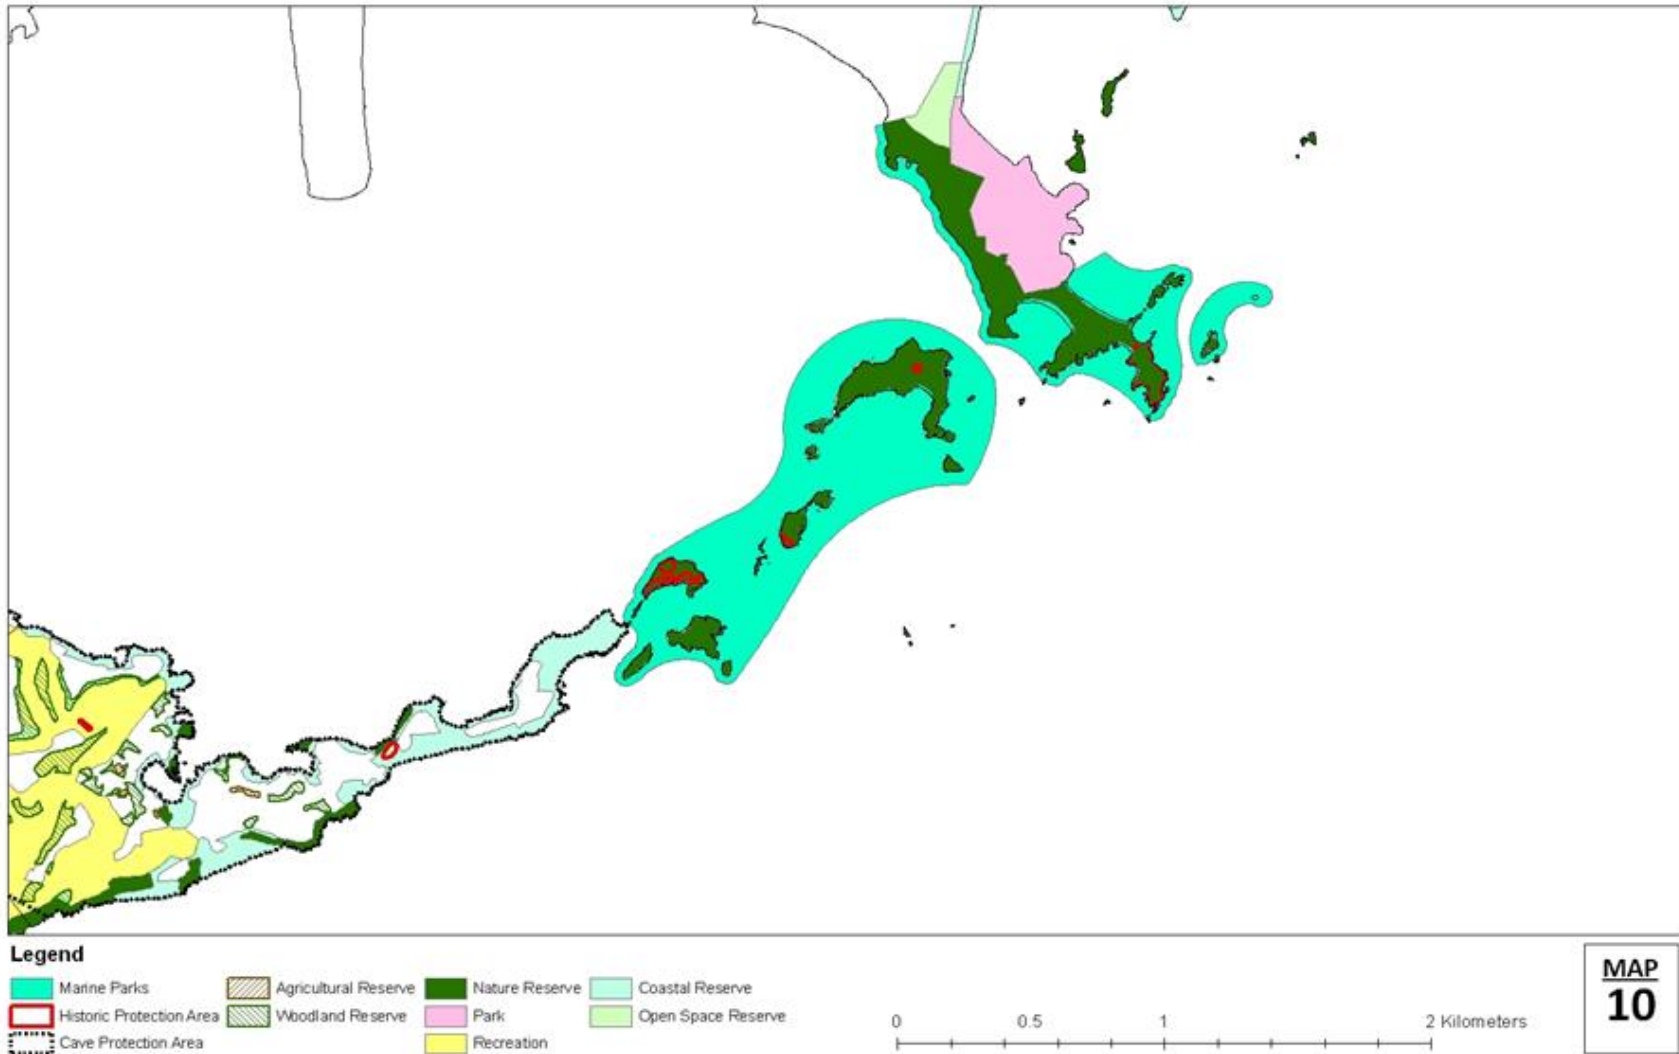 Legend
Marine Parks
Agricultural Reserve
Nature Reserve
Coastal Reserve
Historic Protection Area
Woodland Reserve
Park
Open Space Reserve
Cave Protection Area
Recreation
0 0.5 1 2 Kilometers
MAP
10